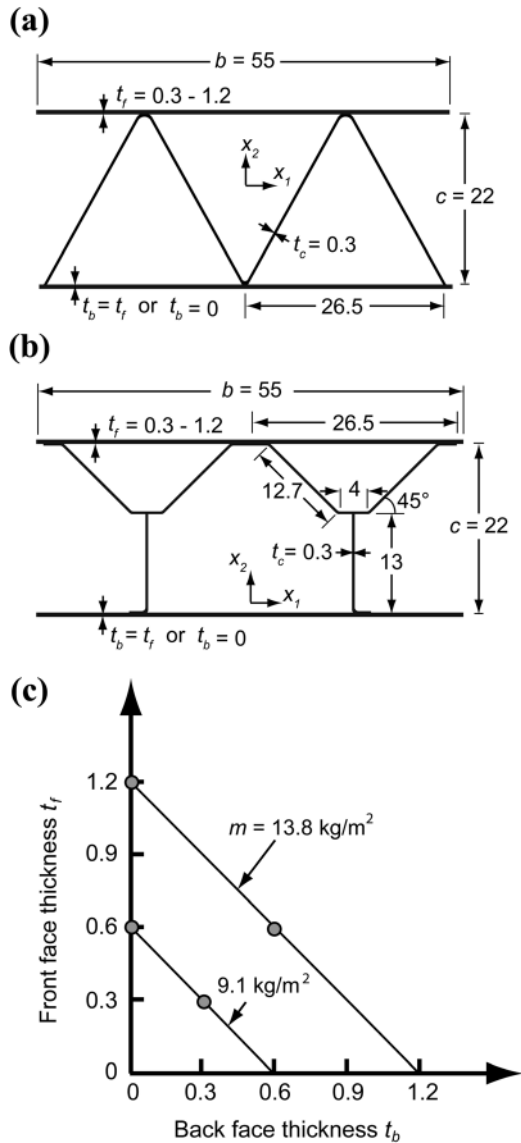 (a)
b = 55
t_f = 0.3 - 1.2
x_2
x_1
c = 22
t_c = 0.3
t_b = t_f or t_b = 0
26.5
(b)
b = 55
t_f = 0.3 - 1.2
26.5
12.7
4
45°
c = 22
t_c = 0.3
13
x_2
x_1
t_b = t_f or t_b = 0
(c)
Front face thickness t_f
1.2
m = 13.8 kg/m²
0.9
0.6
9.1 kg/m²
0.3
0
0 0.3 0.6 0.9 1.2
Back face thickness t_b